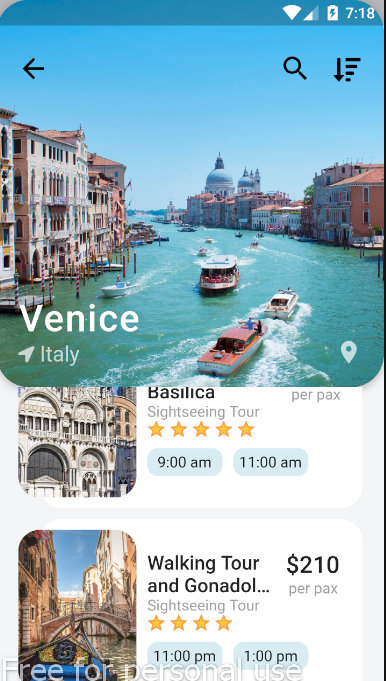 7:18
Venice
Italy
Basilica
per pax
Sightseeing Tour
9:00 am 11:00 am
Walking Tour $210
and Gonadol...
per pax
Sightseeing Tour
11:00 pm 1:00 pm
Free for personal use